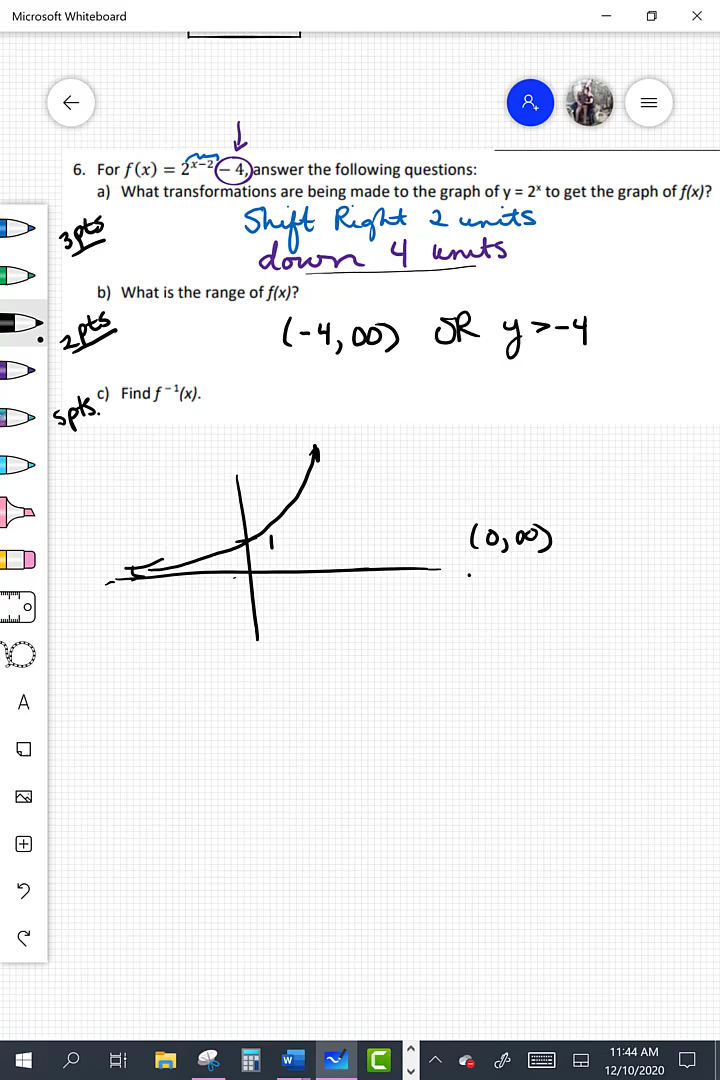 Microsoft Whiteboard
6. For f(x) = 2ˣ⁻² − 4, answer the following questions:
a) What transformations are being made to the graph of y = 2ˣ to get the graph of f(x)?
3pts
Shift Right 2 units
down 4 units
b) What is the range of f(x)?
2pts
(-4, ∞) OR y > -4
c) Find f⁻¹(x).
5pts.
1
(0, ∞)
A
W
C
11:44 AM
12/10/2020